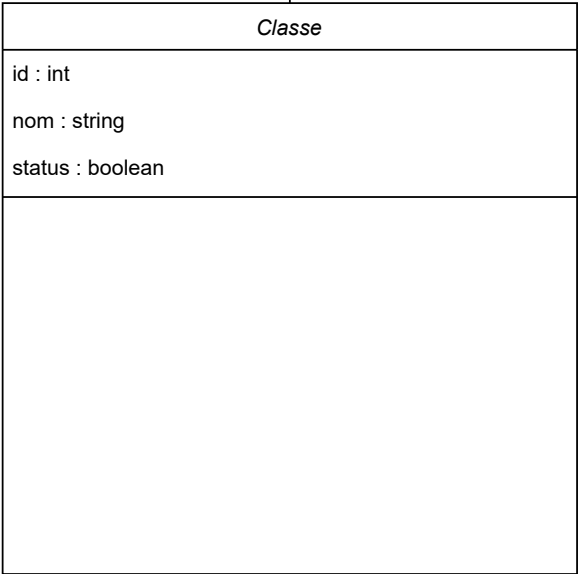 Classe
id : int
nom : string
status : boolean